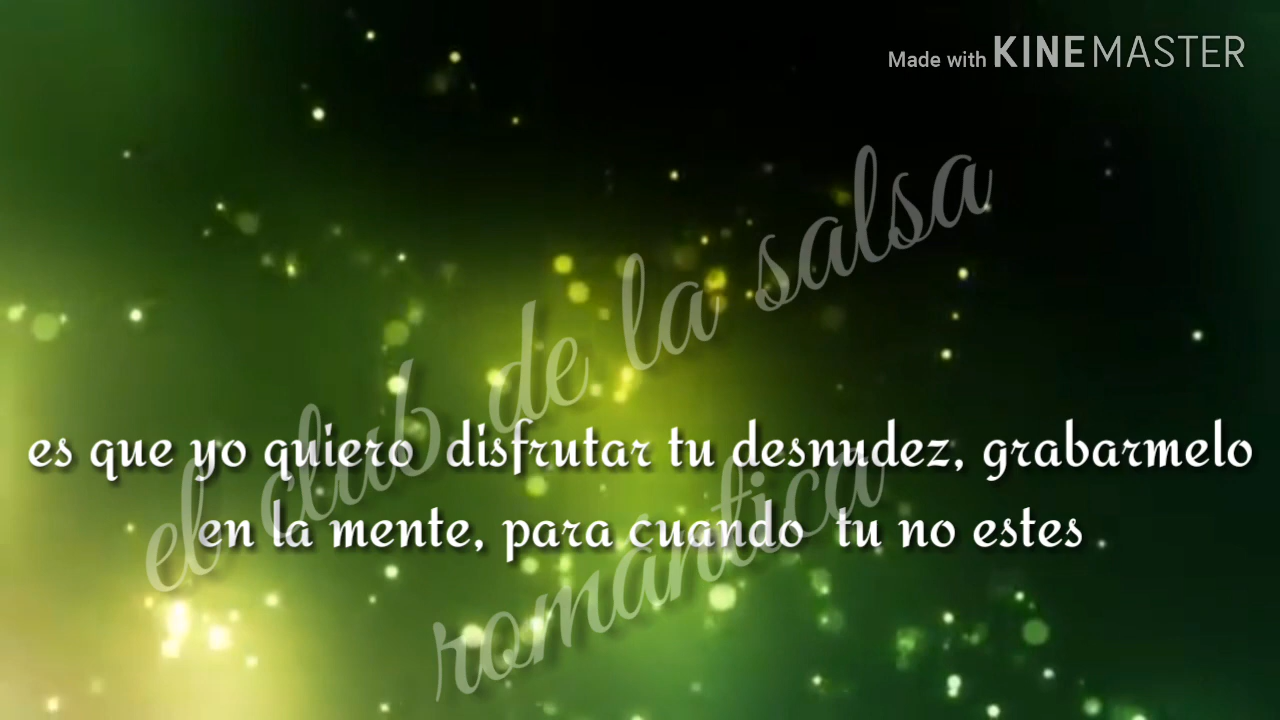 Made with KINEMASTER
el club de la salsa
romantica
es que yo quiero disfrutar tu desnudez, grabarmelo
en la mente, para cuando tu no estes